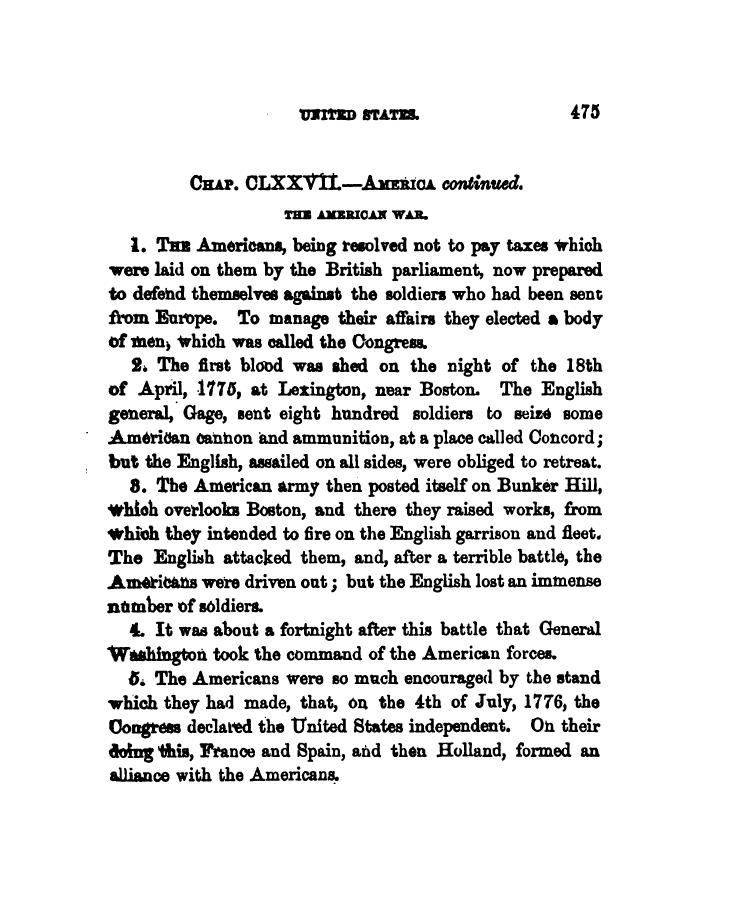 UNITED STATES. 475
CHAP. CLXXVII.—AMERICA continued.
THE AMERICAN WAR.
1. THE Americans, being resolved not to pay taxes which
were laid on them by the British parliament, now prepared
to defend themselves against the soldiers who had been sent
from Europe. To manage their affairs they elected a body
of men, which was called the Congress.
2. The first blood was shed on the night of the 18th
of April, 1775, at Lexington, near Boston. The English
general, Gage, sent eight hundred soldiers to seize some
American cannon and ammunition, at a place called Concord;
but the English, assailed on all sides, were obliged to retreat.
3. The American army then posted itself on Bunker Hill,
which overlooks Boston, and there they raised works, from
which they intended to fire on the English garrison and fleet.
The English attacked them, and, after a terrible battle, the
Americans were driven out; but the English lost an immense
number of soldiers.
4. It was about a fortnight after this battle that General
Washington took the command of the American forces.
5. The Americans were so much encouraged by the stand
which they had made, that, on the 4th of July, 1776, the
Congress declared the United States independent. On their
doing this, France and Spain, and then Holland, formed an
alliance with the Americans.